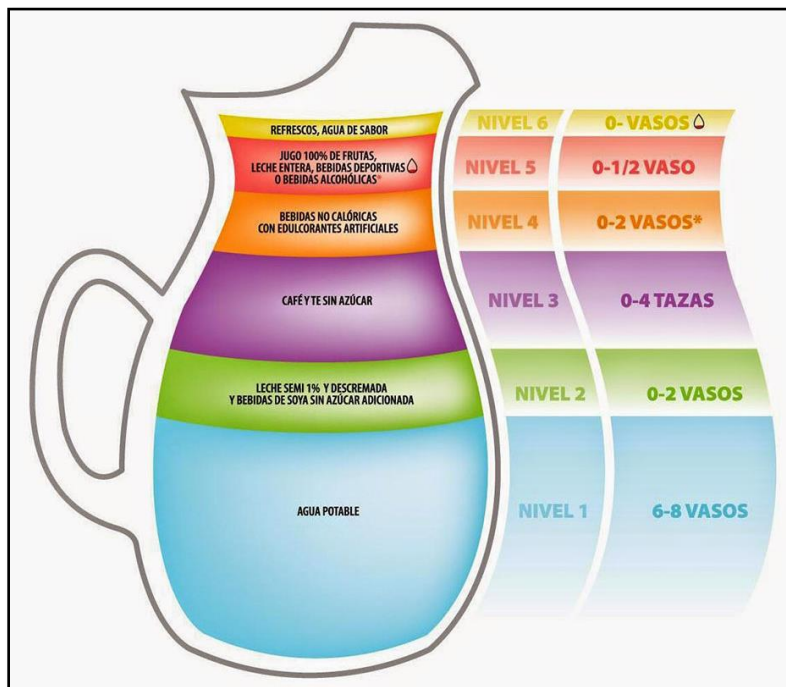 REFRESCOS, AGUA DE SABOR
NIVEL 6
0- VASOS
JUGO 100% DE FRUTAS,
LECHE ENTERA, BEBIDAS DEPORTIVAS
O BEBIDAS ALCOHÓLICAS*
NIVEL 5
0-1/2 VASO
BEBIDAS NO CALÓRICAS
CON EDULCORANTES ARTIFICIALES
NIVEL 4
0-2 VASOS*
CAFÉ Y TE SIN AZÚCAR
NIVEL 3
0-4 TAZAS
LECHE SEMI 1% Y DESCREMADA
Y BEBIDAS DE SOYA SIN AZÚCAR ADICIONADA
NIVEL 2
0-2 VASOS
AGUA POTABLE
NIVEL 1
6-8 VASOS